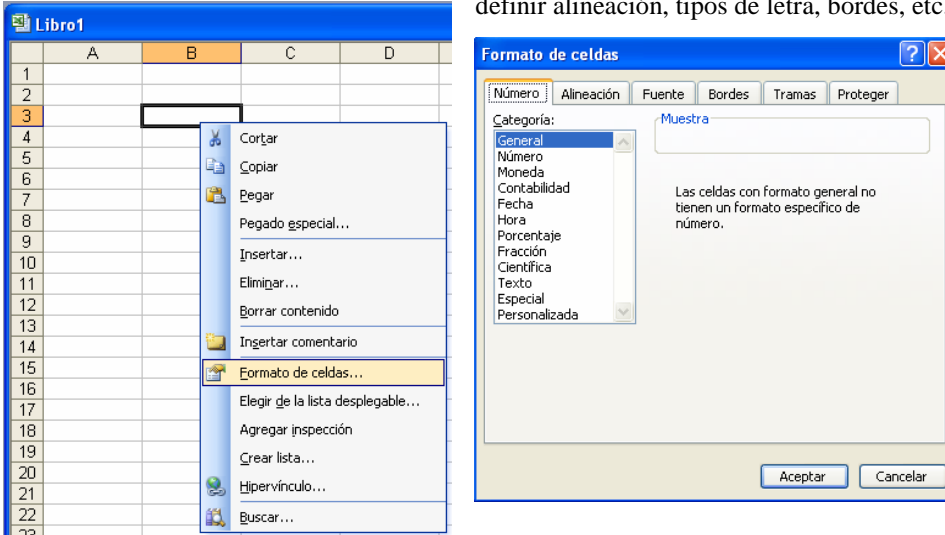 definir alineación, tipos de letra, bordes, etc.
Libro1
A B C D
1
2
3
4
5
6
7
8
9
10
11
12
13
14
15
16
17
18
19
20
21
22
23
Cortar
Copiar
Pegar
Pegado especial...
Insertar...
Eliminar...
Borrar contenido
Insertar comentario
Formato de celdas...
Elegir de la lista desplegable...
Agregar inspección
Crear lista...
Hipervínculo...
Buscar...
Formato de celdas
Número Alineación Fuente Bordes Tramas Proteger
Categoría:
General
Número
Moneda
Contabilidad
Fecha
Hora
Porcentaje
Fracción
Científica
Texto
Especial
Personalizada
Muestra
Las celdas con formato general no
tienen un formato específico de
número.
Aceptar Cancelar